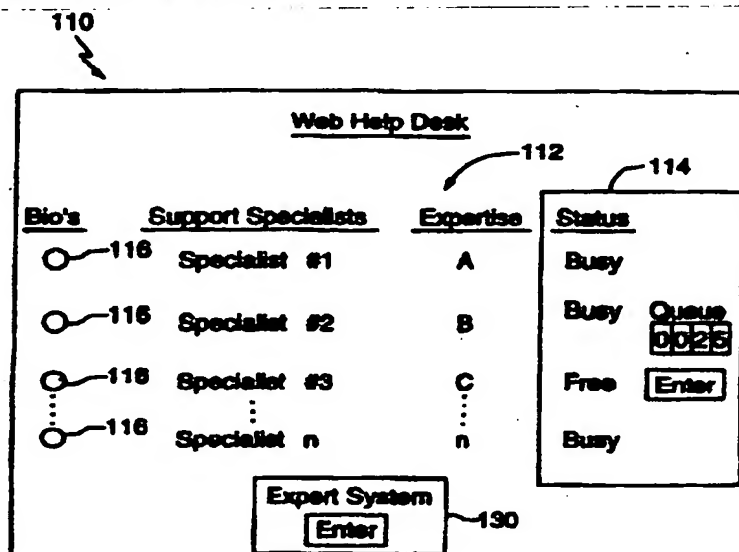 110
Web Help Desk
112
114
Bio's Support Specialists Expertise Status
116 Specialist #1 A Busy
116 Specialist #2 B Busy Queue
0025
116 Specialist #3 C Free Enter
116 Specialist n n Busy
Expert System
Enter
130